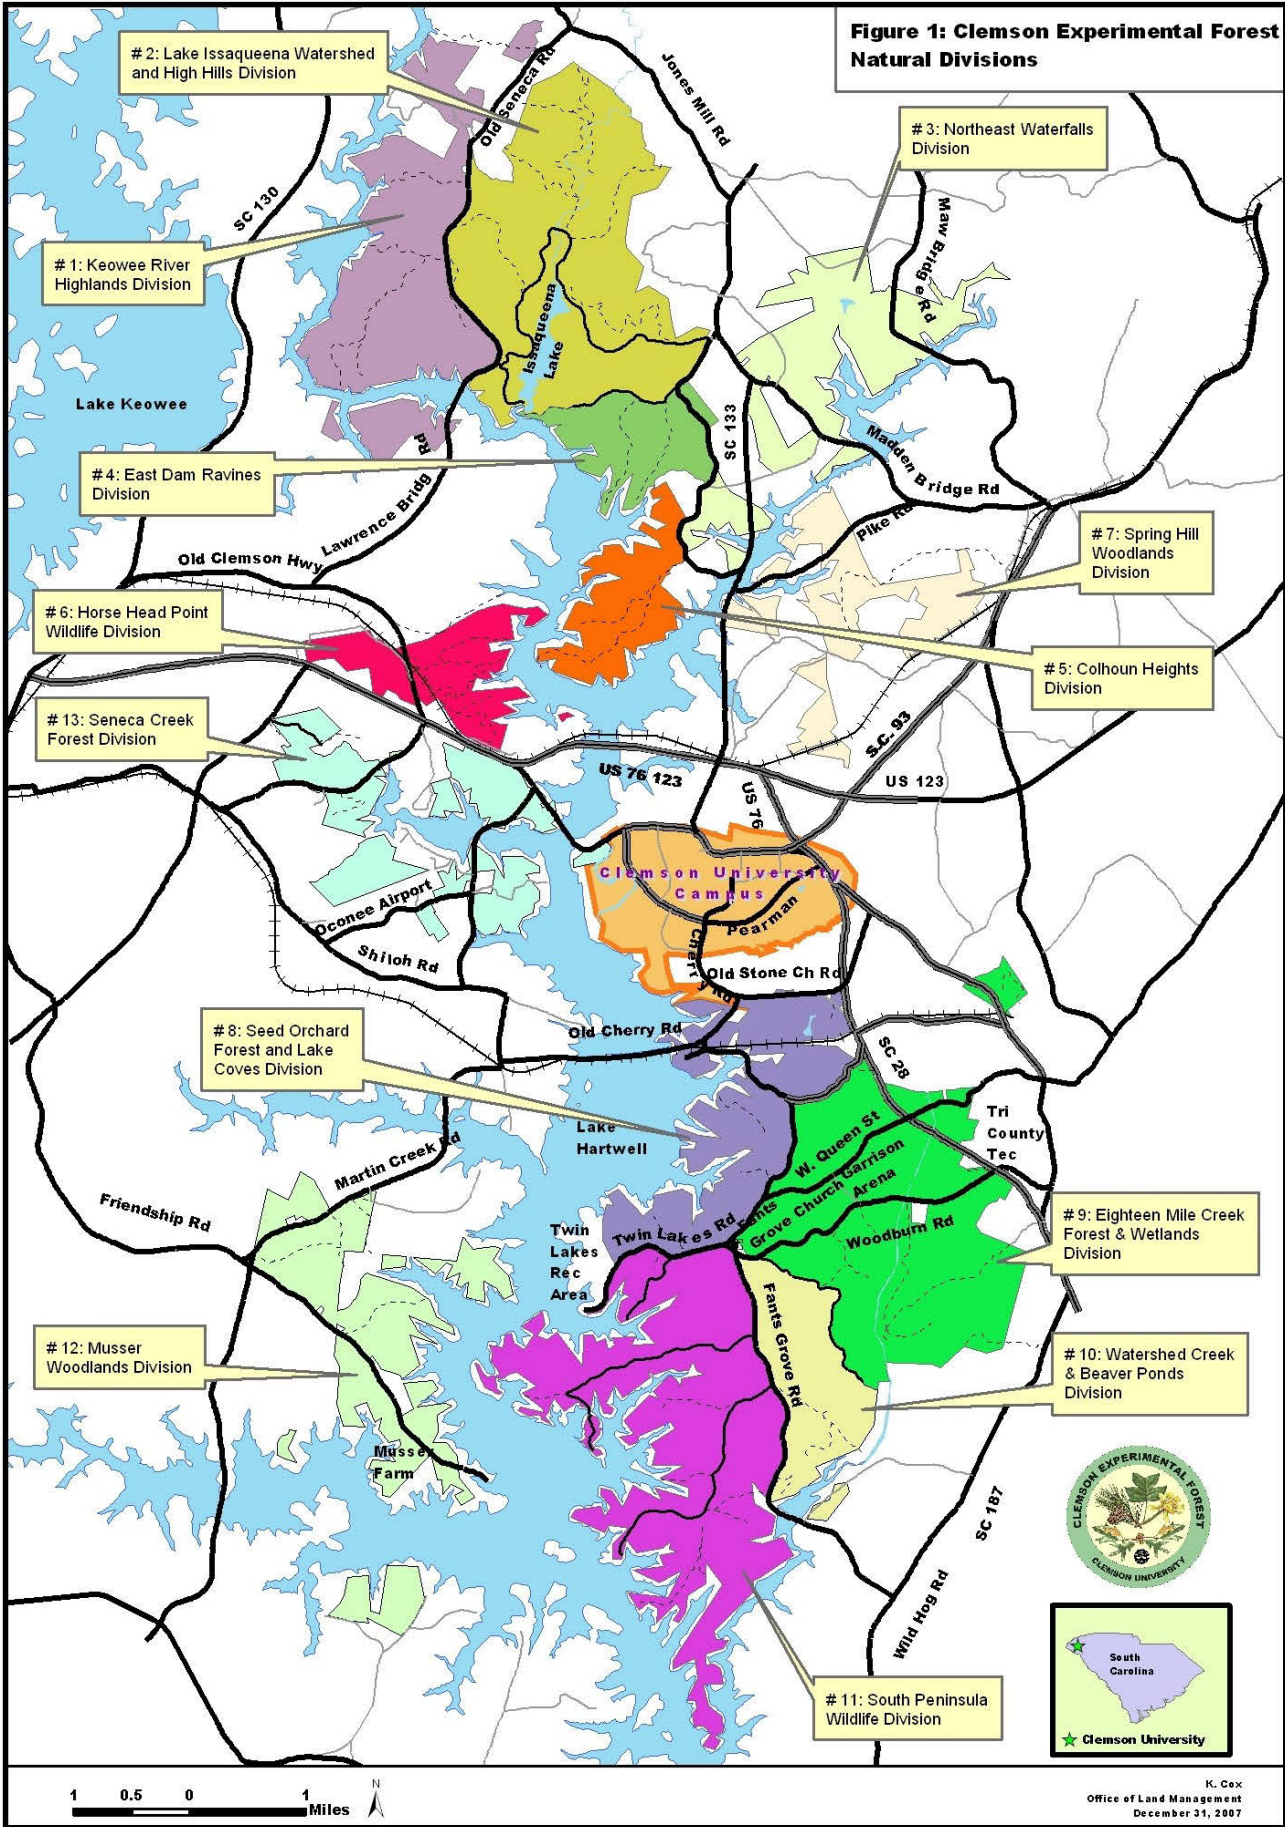 Figure 1: Clemson Experimental Forest
Natural Divisions
# 2: Lake Issaqueena Watershed
and High Hills Division
Old Seneca Rd
Jones Mill Rd
# 3: Northeast Waterfalls
Division
SC 130
Maw Bridge Rd
# 1: Keowee River
Highlands Division
Issaqueena
Lake
Lake Keowee
SC 133
Madden Bridge Rd
# 4: East Dam Ravines
Division
Lawrence Bridg Rd
Pike Rd
# 7: Spring Hill
Woodlands
Division
Old Clemson Hwy
# 6: Horse Head Point
Wildlife Division
# 5: Colhoun Heights
Division
# 13: Seneca Creek
Forest Division
S.C. 93
US 76 123
US 76
US 123
Clemson University
Campus
Pearman
Cherry Rd
Oconee Airport
Shiloh Rd
Old Stone Ch Rd
Old Cherry Rd
# 8: Seed Orchard
Forest and Lake
Coves Division
SC 28
Lake
Hartwell
Tri
County
Tec
W. Queen St
Garrison
Arena
Fants
Grove Church
Martin Creek Rd
Friendship Rd
Twin
Lakes
Rec
Area
Twin Lakes Rd
Woodburn Rd
# 9: Eighteen Mile Creek
Forest & Wetlands
Division
Fants Grove Rd
# 12: Musser
Woodlands Division
# 10: Watershed Creek
& Beaver Ponds
Division
Musser
Farm
SC 187
CLEMSON EXPERIMENTAL FOREST
CLEMSON UNIVERSITY
Wild Hog Rd
South
Carolina
Clemson University
# 11: South Peninsula
Wildlife Division
1 0.5 0 1
Miles
N
K. Cox
Office of Land Management
December 31, 2007